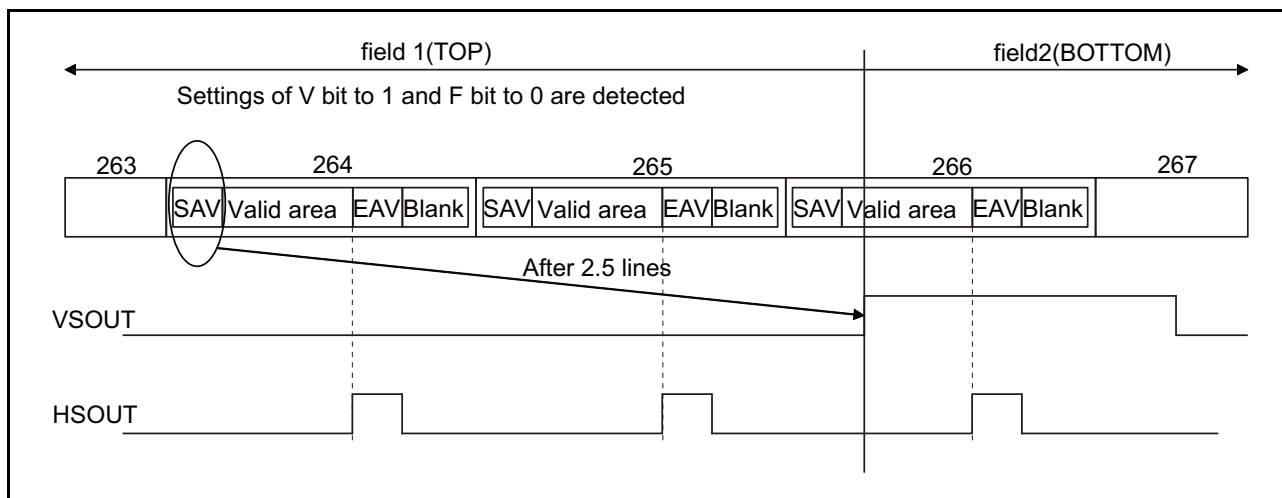 field 1(TOP) field2(BOTTOM)
Settings of V bit to 1 and F bit to 0 are detected
263 264 265 266 267
SAV Valid area EAV Blank SAV Valid area EAV Blank SAV Valid area EAV Blank
After 2.5 lines
VSOUT
HSOUT